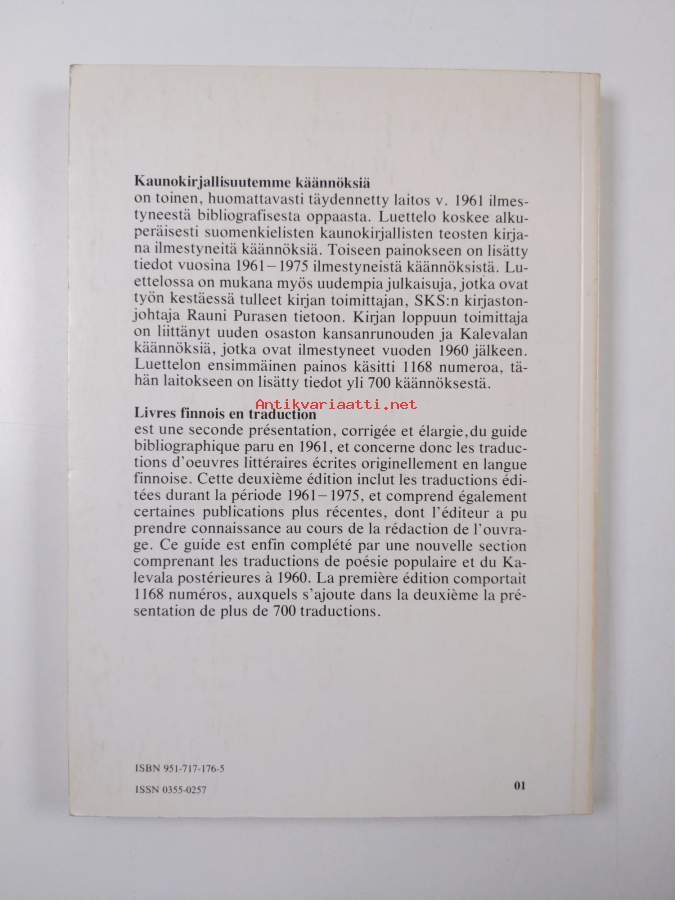 Kaunokirjallisuutemme käännöksiä
on toinen, huomattavasti täydennetty laitos v. 1961 ilmes-
tyneestä bibliografisesta oppaasta. Luettelo koskee alku-
peräisesti suomenkielisten kaunokirjallisten teosten kirja-
na ilmestyneitä käännöksiä. Toiseen painokseen on lisätty
tiedot vuosina 1961–1975 ilmestyneistä käännöksistä. Lu-
ettelossa on mukana myös uudempia julkaisuja, jotka ovat
työn kestäessä tulleet kirjan toimittajan, SKS:n kirjaston-
johtaja Rauni Purasen tietoon. Kirjan loppuun toimittaja
on liittänyt uuden osaston kansanrunouden ja Kalevalan
käännöksiä, jotka ovat ilmestyneet vuoden 1960 jälkeen.
Luettelon ensimmäinen painos käsitti 1168 numeroa, tä-
hän laitokseen on lisätty tiedot yli 700 käännöksestä.
Antikvariaatti.net
Livres finnois en traduction
est une seconde présentation, corrigée et élargie, du guide
bibliographique paru en 1961, et concerne donc les traduc-
tions d'oeuvres littéraires écrites originellement en langue
finnoise. Cette deuxième édition inclut les traductions édi-
tées durant la période 1961–1975, et comprend également
certaines publications plus récentes, dont l'éditeur a pu
prendre connaissance au cours de la rédaction de l'ouvra-
ge. Ce guide est enfin complété par une nouvelle section
comprenant les traductions de poésie populaire et du Ka-
levala postérieures à 1960. La première édition comportait
1168 numéros, auxquels s'ajoute dans la deuxième la pré-
sentation de plus de 700 traductions.
ISBN 951-717-176-5
ISSN 0355-0257
01